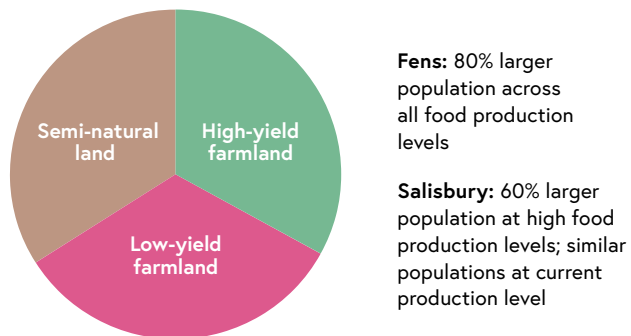 Semi-natural
land
High-yield
farmland
Low-yield
farmland
Fens: 80% larger
population across
all food production
levels
Salisbury: 60% larger
population at high food
production levels; similar
populations at current
production level